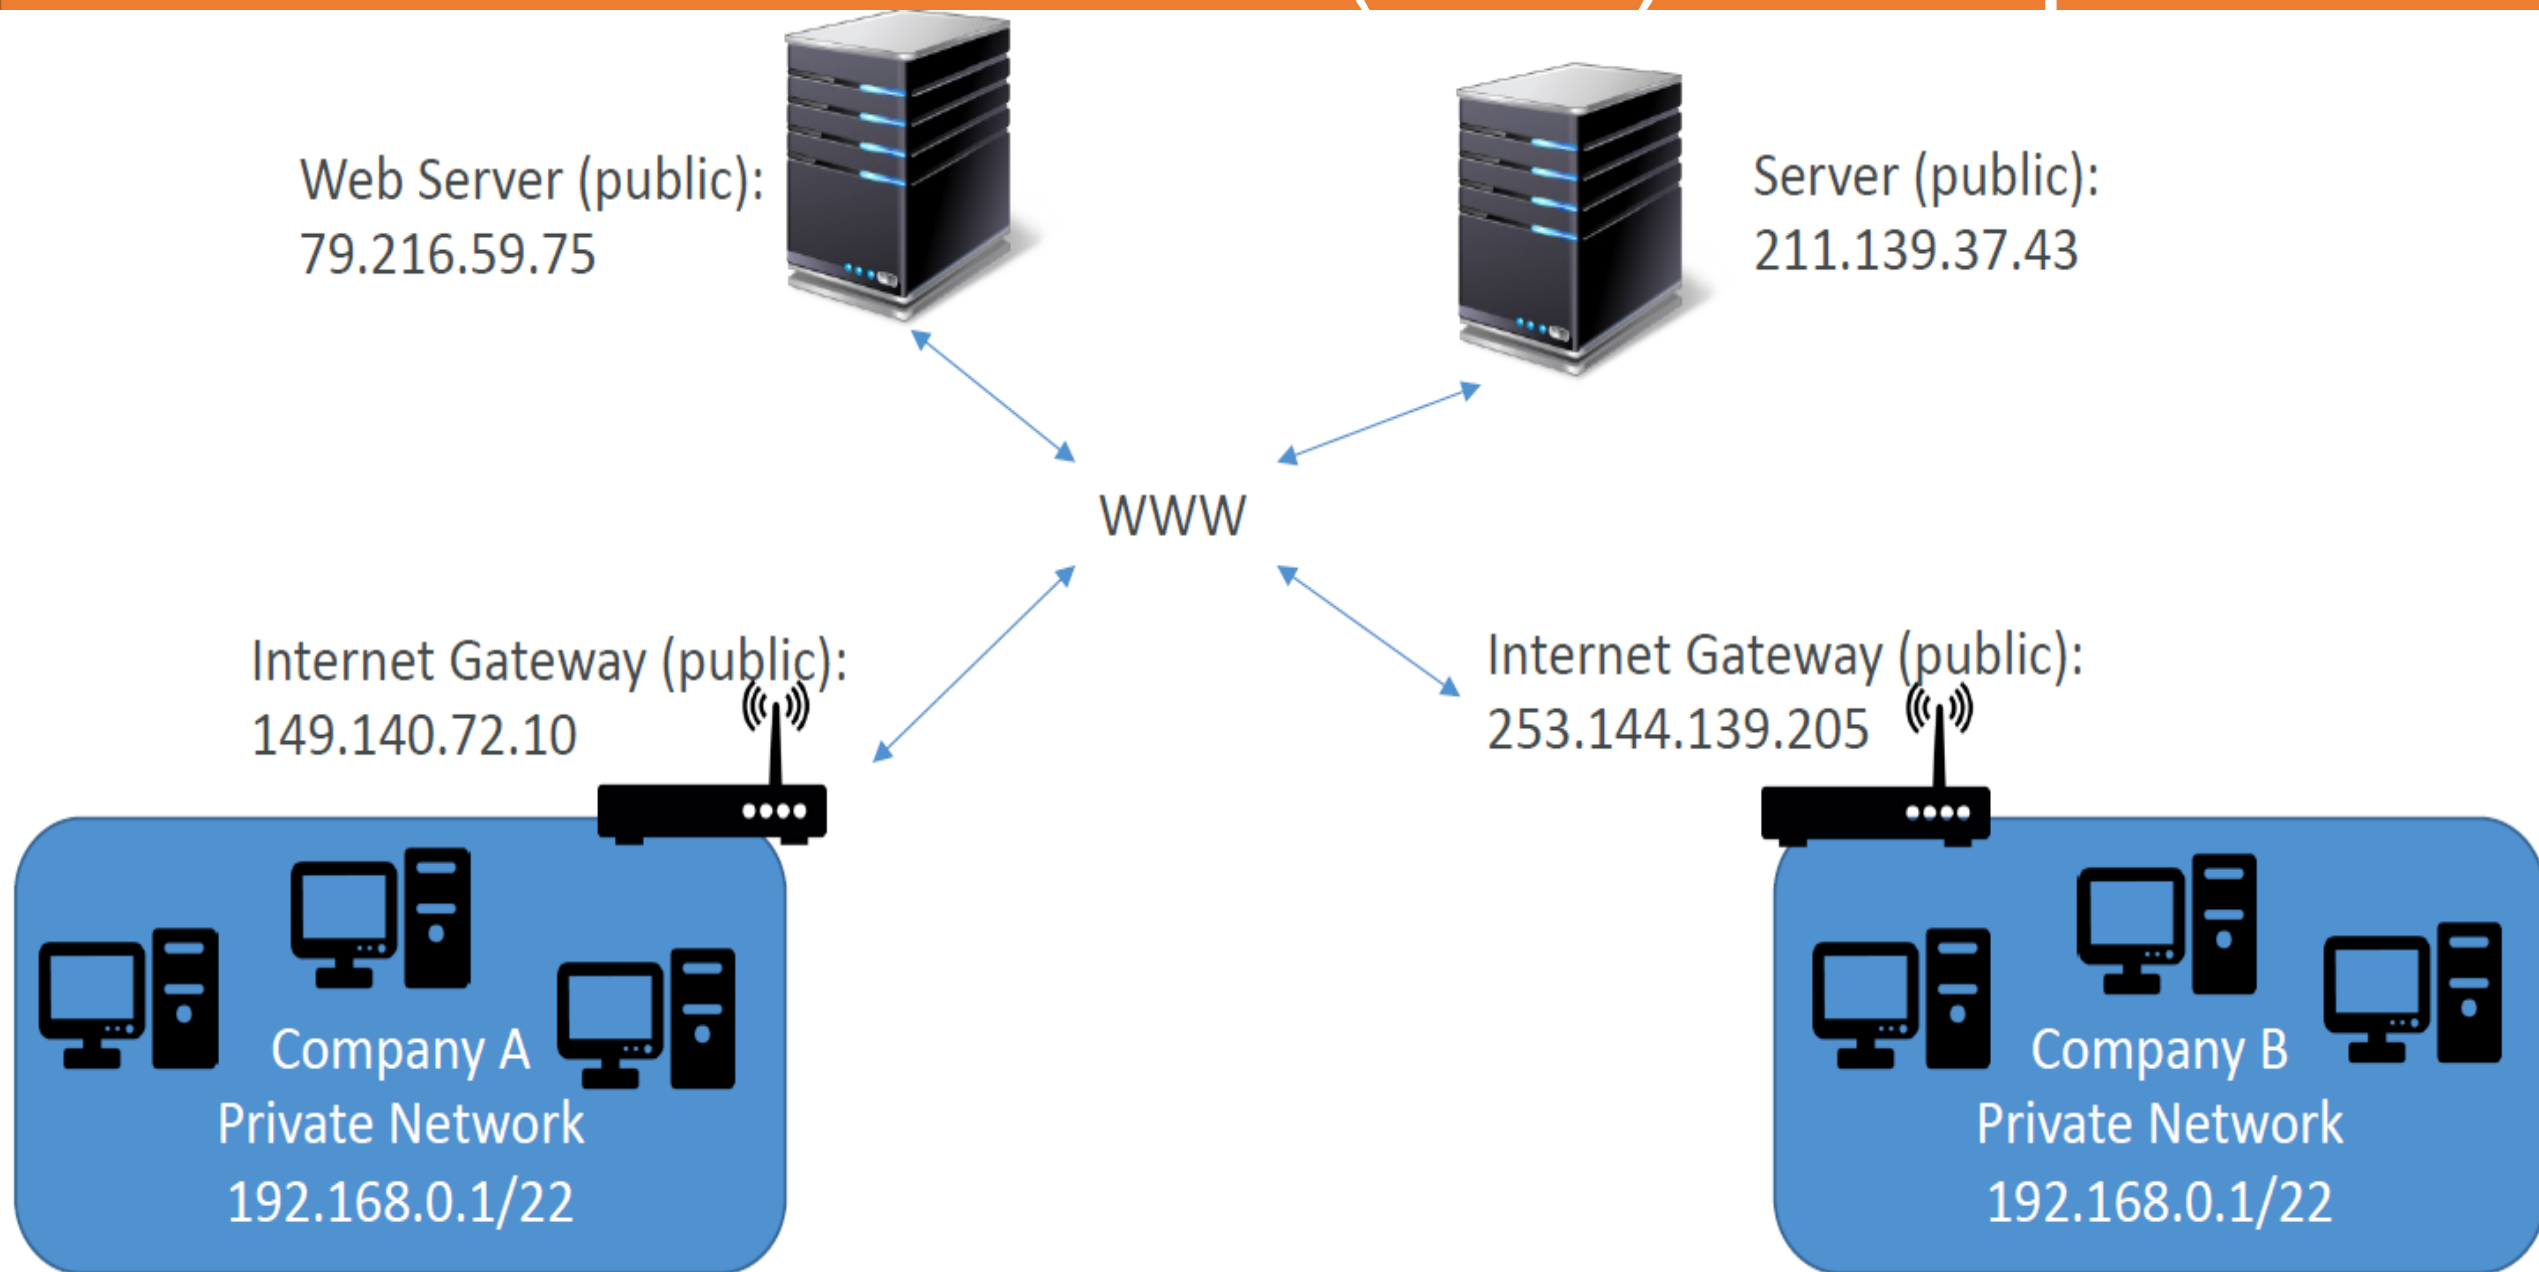 Web Server (public):
79.216.59.75
Server (public):
211.139.37.43
WWW
Internet Gateway (public):
149.140.72.10
Internet Gateway (public):
253.144.139.205
Company A
Private Network
192.168.0.1/22
Company B
Private Network
192.168.0.1/22